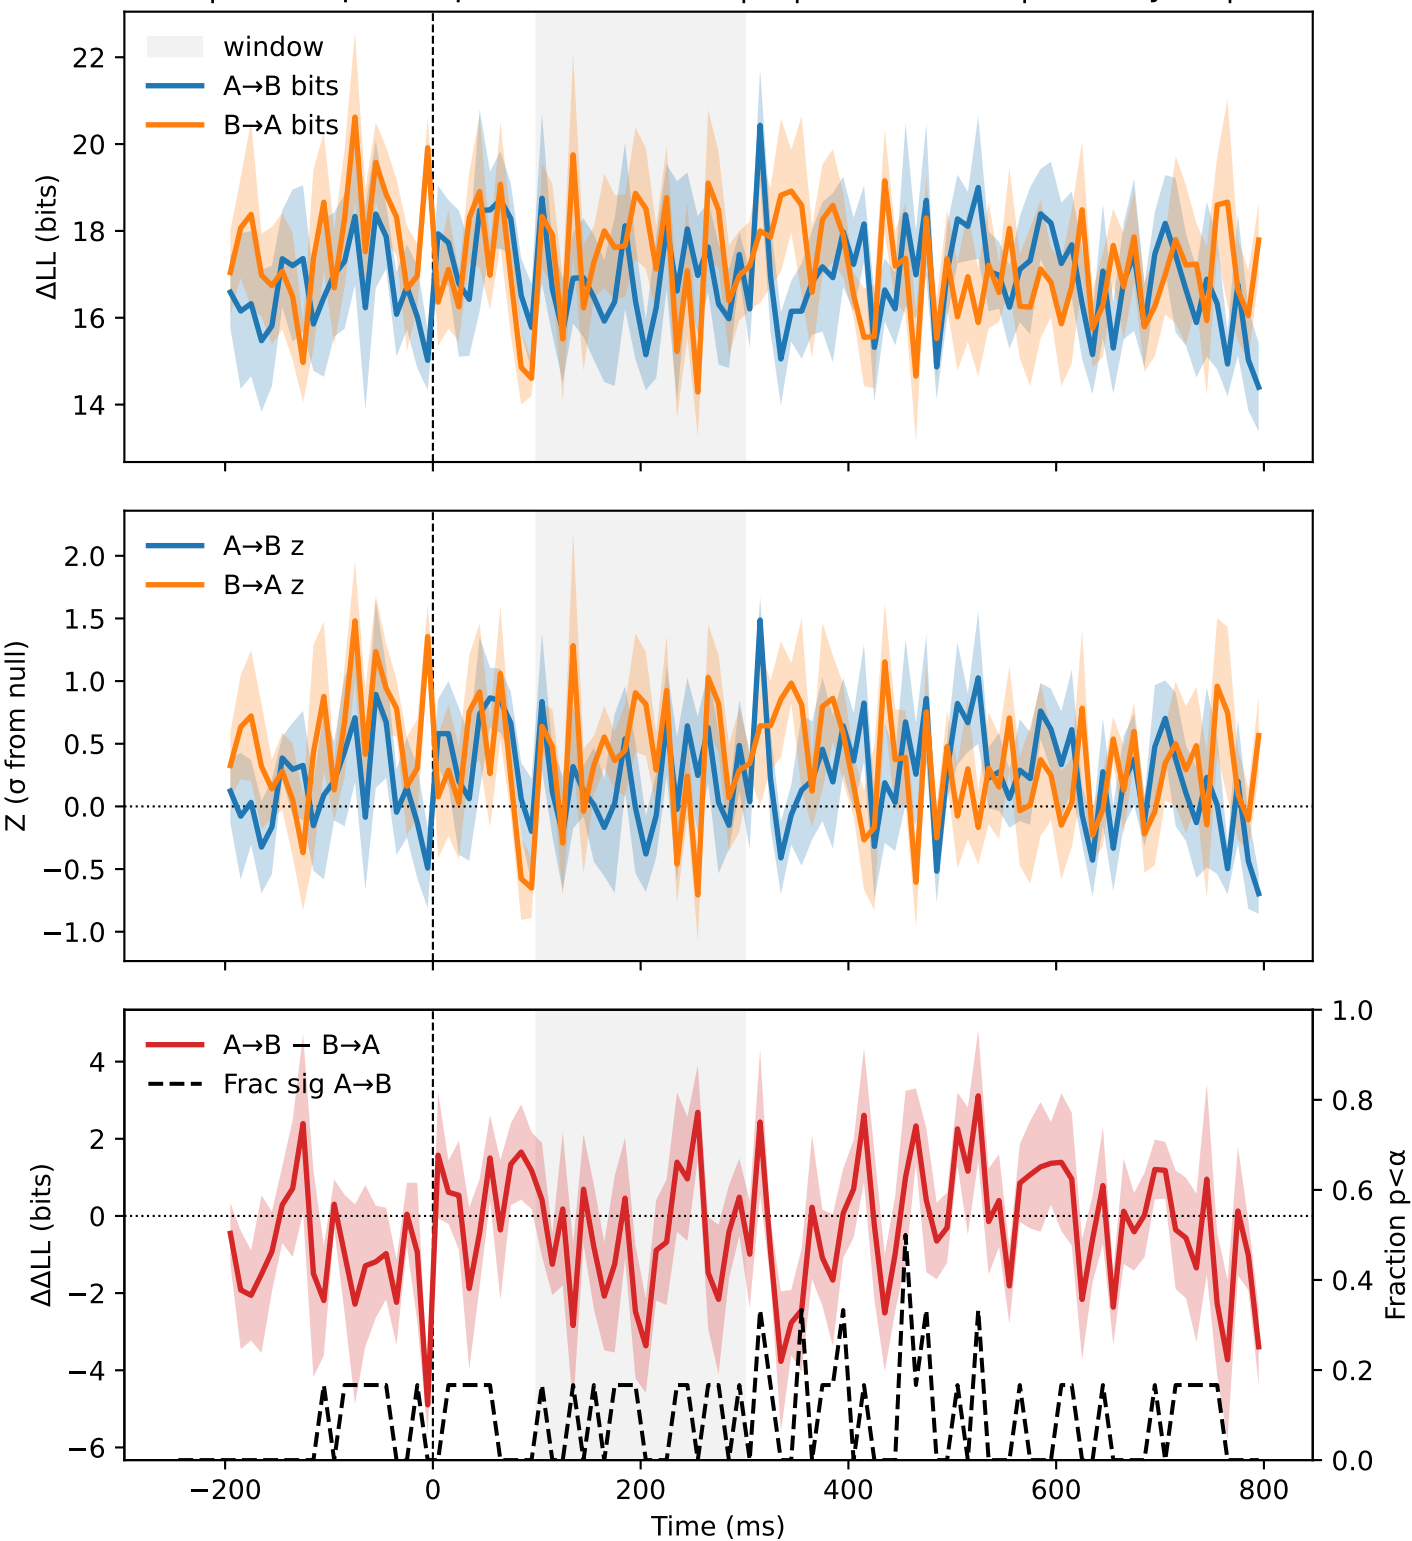 22
20
18
16
14
ΔLL (bits)
window
A→B bits
B→A bits
2.0
1.5
1.0
0.5
0.0
−0.5
−1.0
Z (σ from null)
A→B z
B→A z
4
2
0
−2
−4
−6
ΔΔLL (bits)
A→B − B→A
Frac sig A→B
1.0
0.8
0.6
0.4
0.2
0.0
Fraction p<α
−200 0 200 400 600 800
Time (ms)